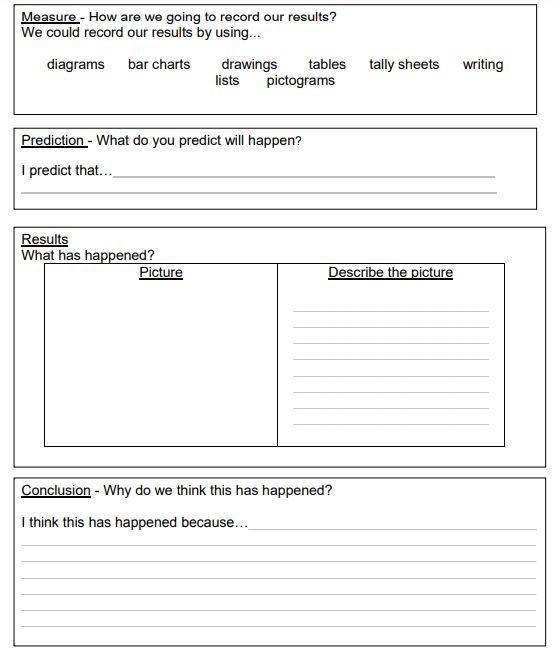 Measure - How are we going to record our results?
We could record our results by using...
diagrams bar charts drawings tables tally sheets writing
lists pictograms
Prediction - What do you predict will happen?
I predict that…
Results
What has happened?
Picture Describe the picture
Conclusion - Why do we think this has happened?
I think this has happened because…